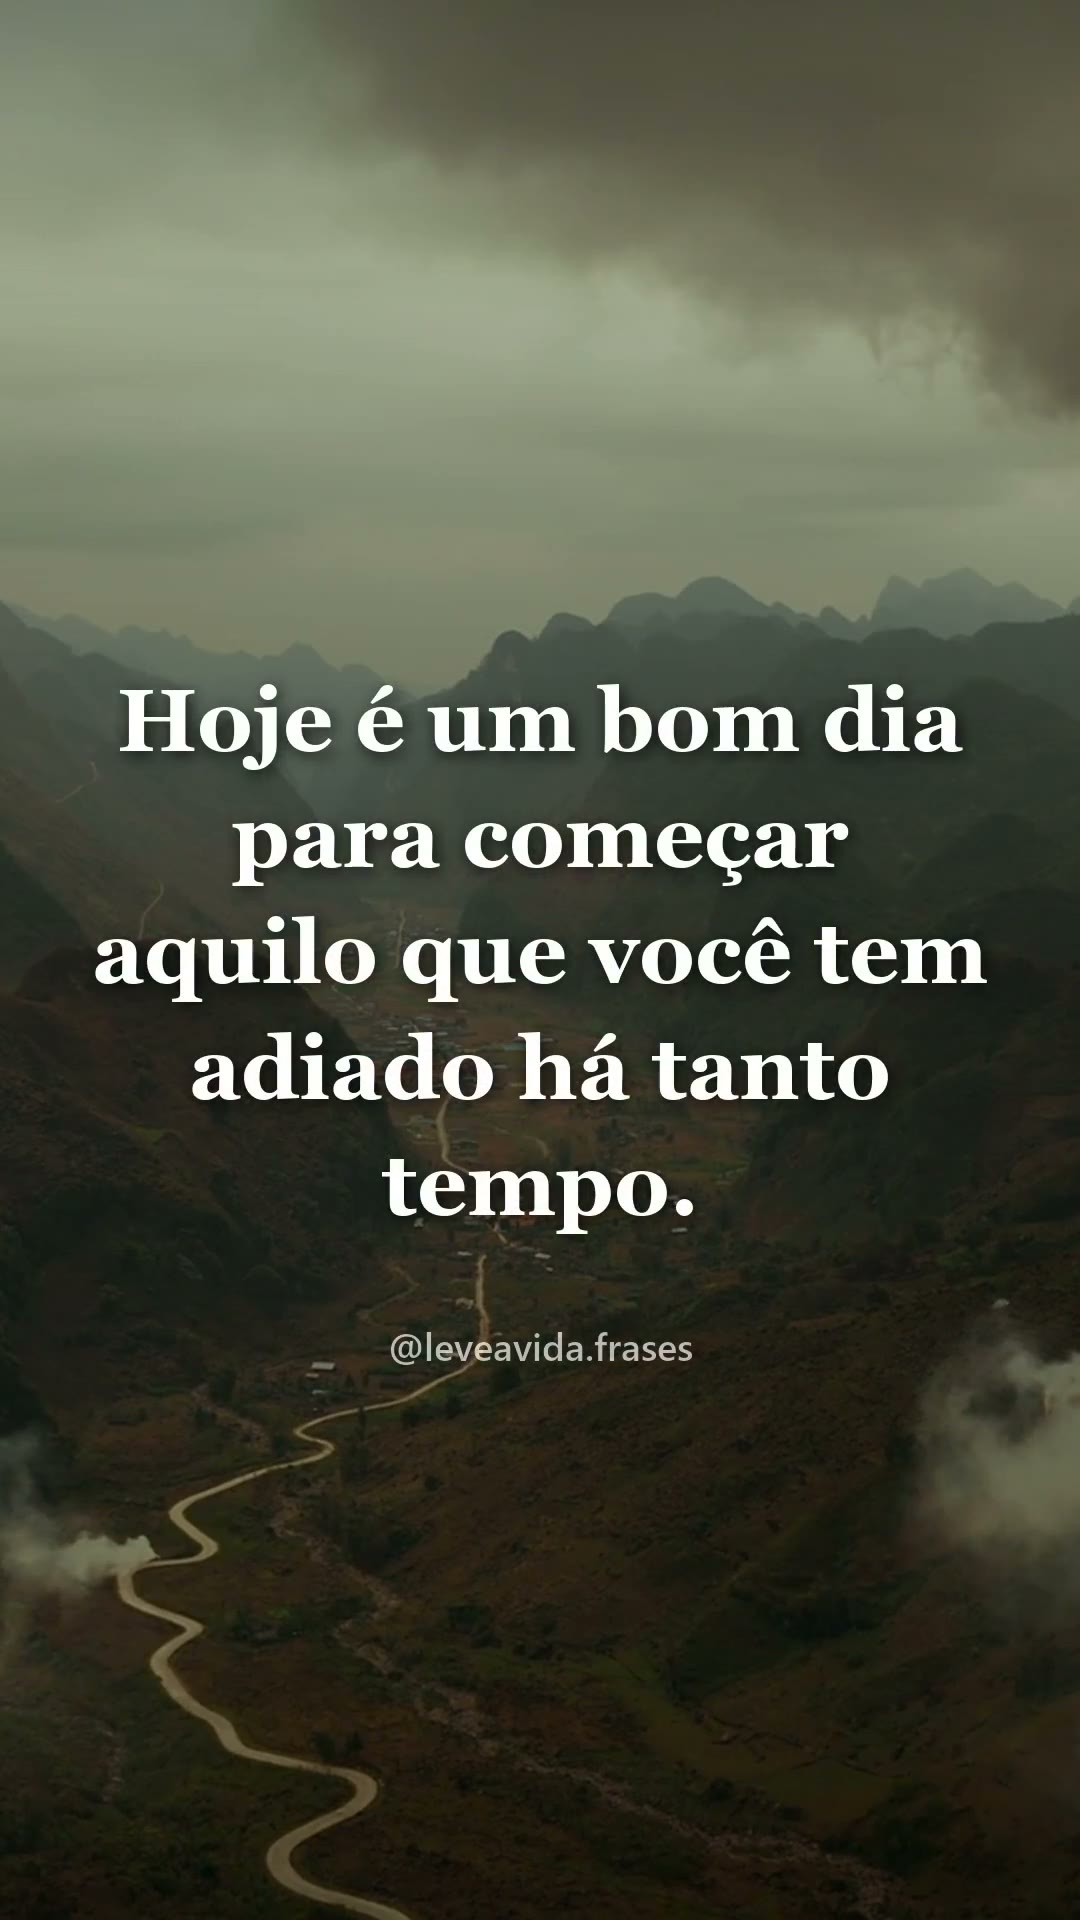 Hoje é um bom dia
para começar
aquilo que você tem
adiado há tanto
tempo.
@leveavida.frases